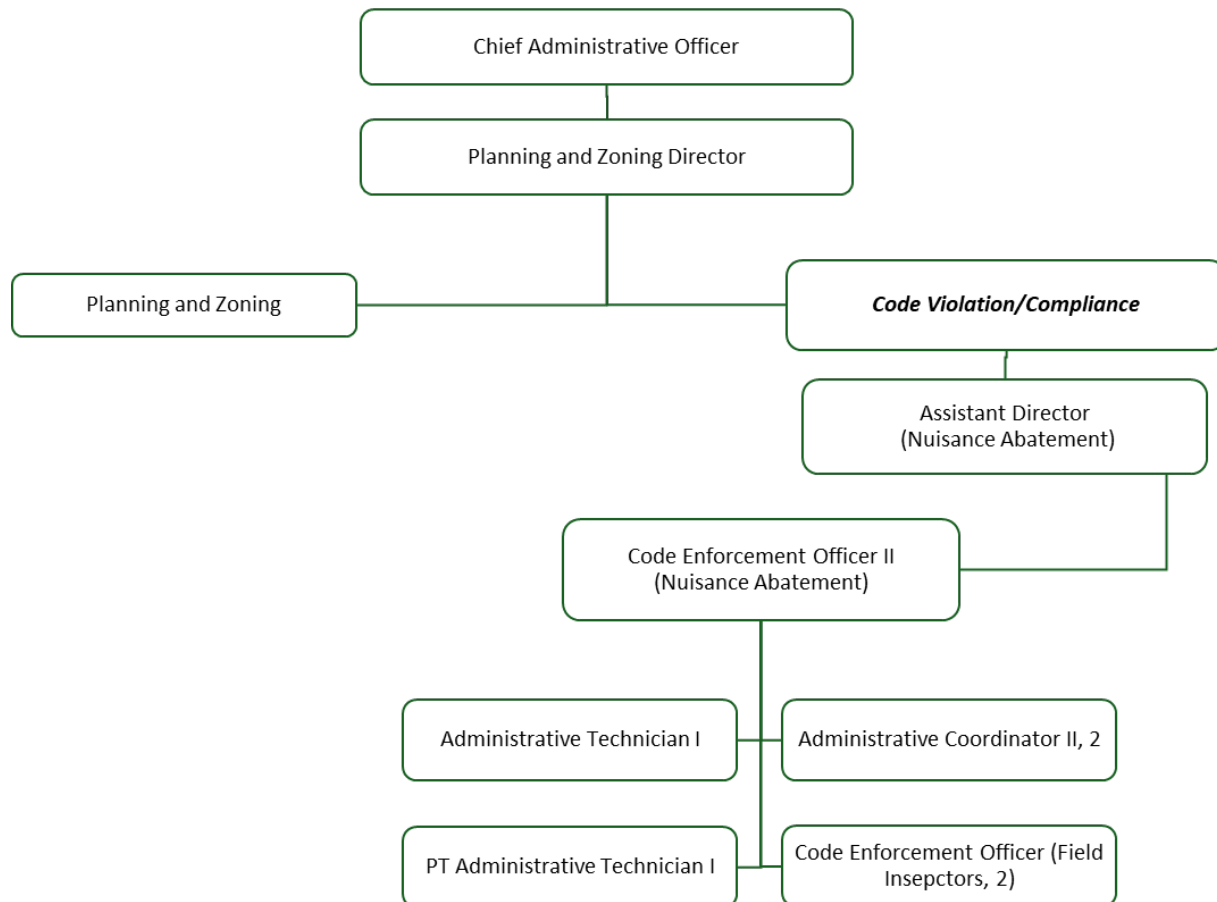 Chief Administrative Officer
Planning and Zoning Director
Planning and Zoning
Code Violation/Compliance
Assistant Director
(Nuisance Abatement)
Code Enforcement Officer II
(Nuisance Abatement)
Administrative Technician I
Administrative Coordinator II, 2
PT Administrative Technician I
Code Enforcement Officer (Field
Insepctors, 2)